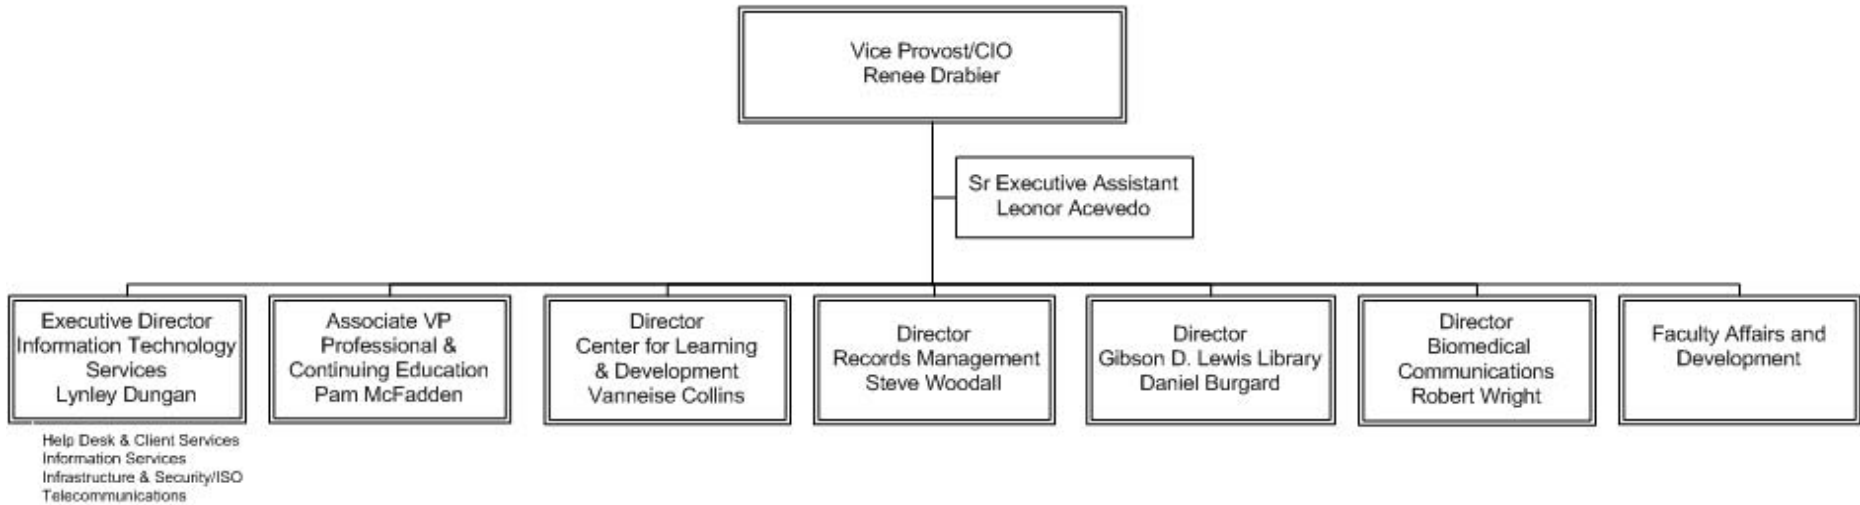 Vice Provost/CIO
Renee Drabier
Sr Executive Assistant
Leonor Acevedo
Executive Director
Information Technology
Services
Lynley Dungan
Associate VP
Professional &
Continuing Education
Pam McFadden
Director
Center for Learning
& Development
Vanneise Collins
Director
Records Management
Steve Woodall
Director
Gibson D. Lewis Library
Daniel Burgard
Director
Biomedical
Communications
Robert Wright
Faculty Affairs and
Development
Help Desk & Client Services
Information Services
Infrastructure & Security/ISO
Telecommunications